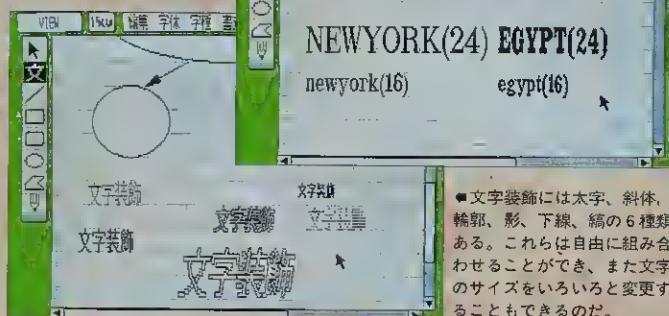 VIEW 編集 字体 字種
文
NEWYORK(24) EGYPT(24)
newyork(16) egypt(16)
文字装飾
文字装飾
文字装飾
文字装飾
文字装飾
文字装飾
文字装飾には太字、斜体、
輪郭、影、下線、縞の6種類
ある。これらは自由に組み合
わせることができ、また文字
のサイズをいろいろと変更す
ることもできるのだ。